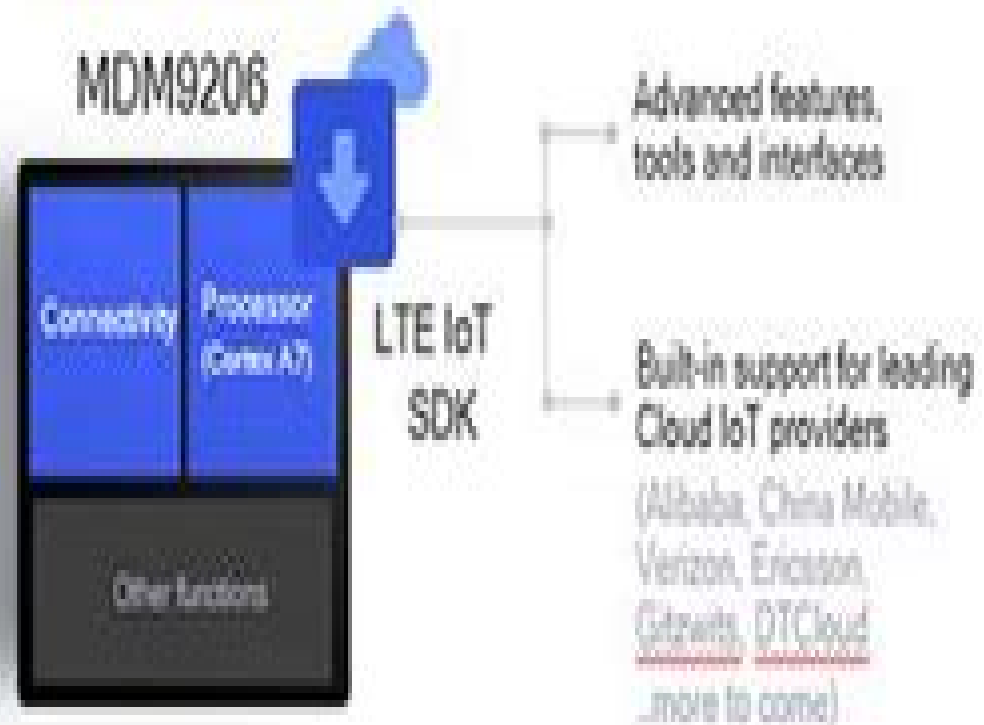 MDM9206
Connectivity
Processor
(Cortex A7)
Other functions
LTE IoT
SDK
Advanced features,
tools and interfaces
Built-in support for leading
Cloud IoT providers
(Alibaba, China Mobile,
Verizon, Ericsson,
DTCloud
...more to come)